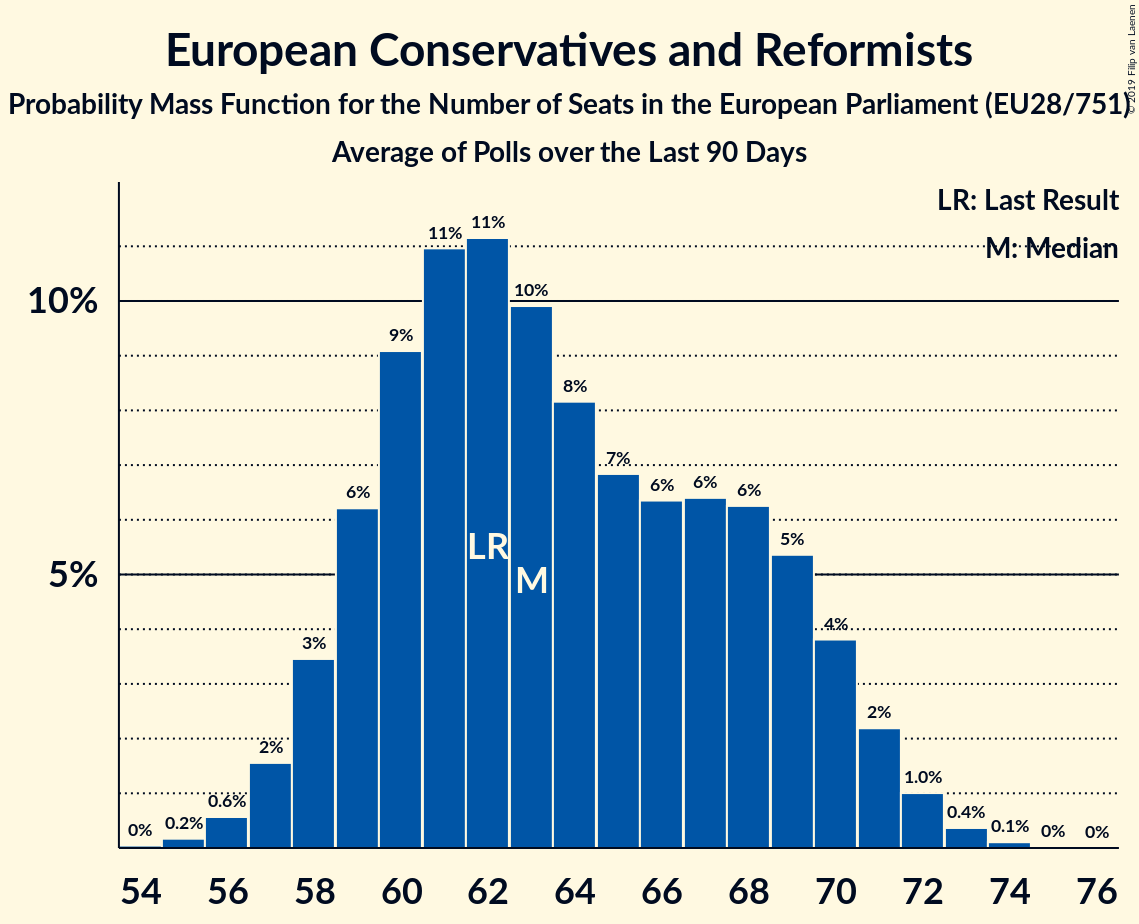 European Conservatives and Reformists
Probability Mass Function for the Number of Seats in the European Parliament (EU28/751)
Average of Polls over the Last 90 Days
© 2019 Filip van Laenen
LR: Last Result
M: Median
10%
5%
0%
0.2%
0.6%
2%
3%
6%
9%
11%
11%
10%
8%
7%
6%
6%
6%
5%
4%
2%
1.0%
0.4%
0.1%
0%
0%
LR
M
54 56 58 60 62 64 66 68 70 72 74 76